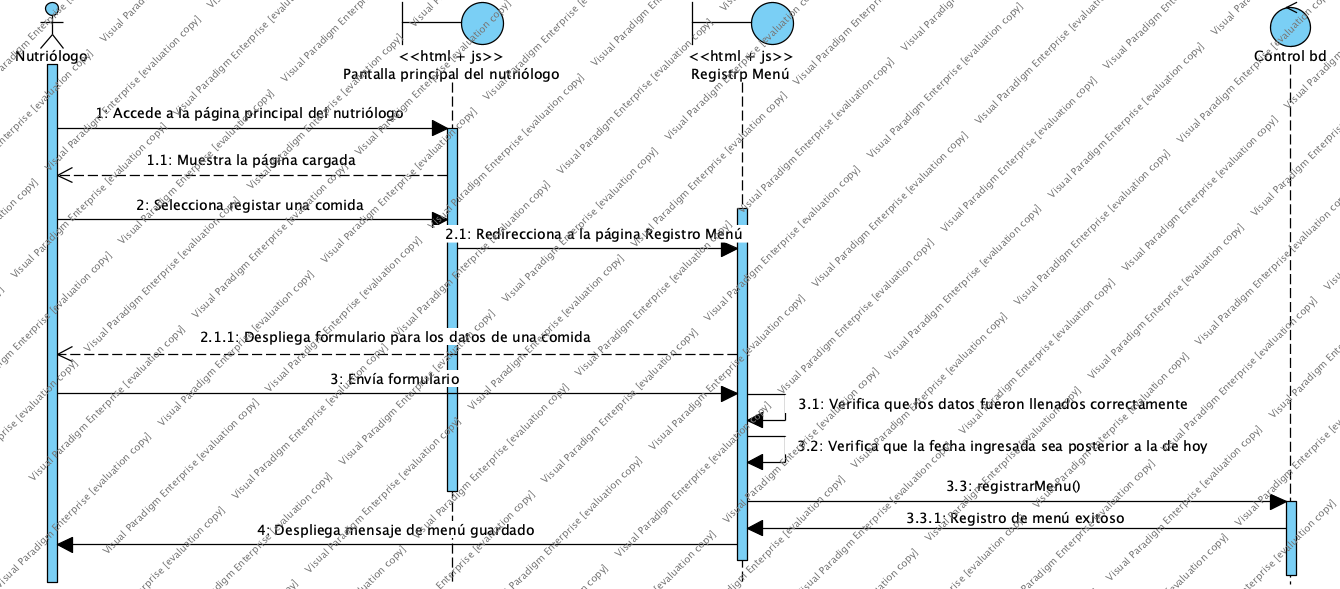 Nutriólogo
<<html + js>>
Pantalla principal del nutriólogo
<<html + js>>
Registro Menú
Control bd
1: Accede a la página principal del nutriólogo
1.1: Muestra la página cargada
2: Selecciona registar una comida
2.1: Redirecciona a la página Registro Menú
2.1.1: Despliega formulario para los datos de una comida
3: Envía formulario
3.1: Verifica que los datos fueron llenados correctamente
3.2: Verifica que la fecha ingresada sea posterior a la de hoy
3.3: registrarMenu()
3.3.1: Registro de menú exitoso
4: Despliega mensaje de menú guardado
Visual Paradigm Enterprise [evaluation copy]